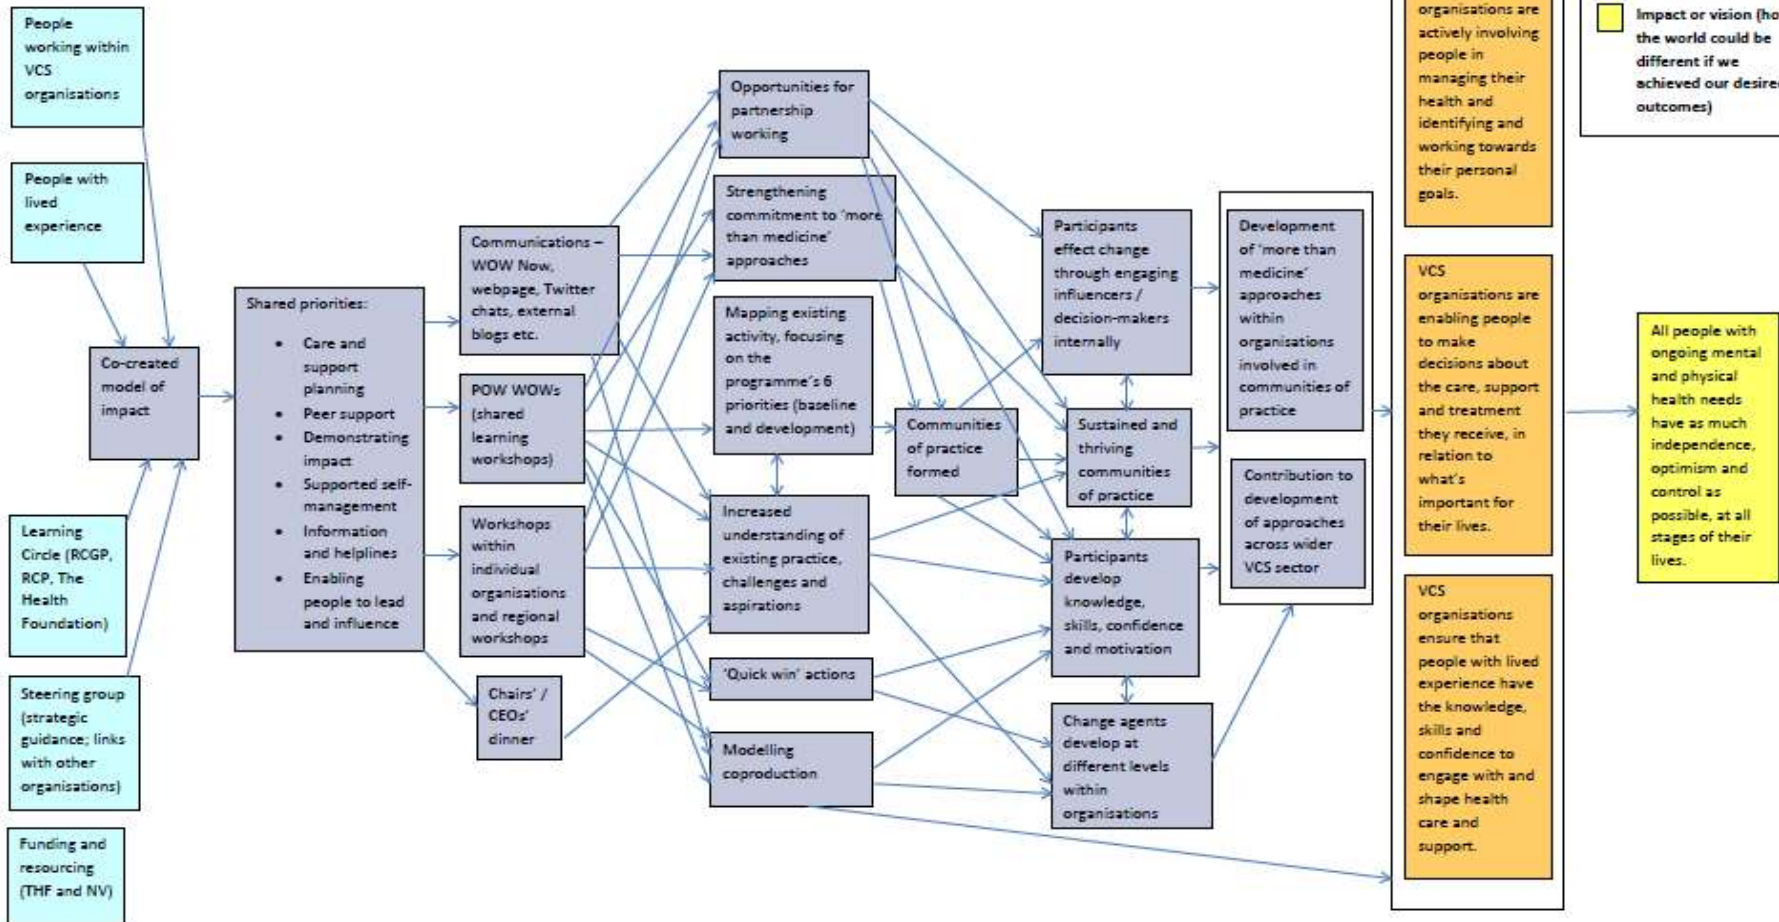 People
working within
VCS
organisations
People with
lived
experience
Co-created
model of
impact
Learning
Circle (RCGP,
RCP, The
Health
Foundation)
Steering group
(strategic
guidance; links
with other
organisations)
Funding and
resourcing
(THF and NV)
Shared priorities:
• Care and
support
planning
• Peer support
• Demonstrating
impact
• Supported self-
management
• Information
and helplines
• Enabling
people to lead
and influence
Communications –
WOW Now,
webpage, Twitter
chats, external
blogs etc.
POW WOWs
(shared
learning
workshops)
Workshops
within
individual
organisations
and regional
workshops
Chairs' /
CEOs'
dinner
Opportunities for
partnership
working
Strengthening
commitment to 'more
than medicine'
approaches
Mapping existing
activity, focusing
on the
programme's 6
priorities (baseline
and development)
Increased
understanding of
existing practice,
challenges and
aspirations
'Quick win' actions
Modelling
coproduction
Communities
of practice
formed
Participants
effect change
through engaging
influencers /
decision-makers
internally
Sustained and
thriving
communities
of practice
Participants
develop
knowledge,
skills, confidence
and motivation
Change agents
develop at
different levels
within
organisations
Development
of 'more than
medicine'
approaches
within
organisations
involved in
communities of
practice
Contribution to
development
of approaches
across wider
VCS sector
organisations are
actively involving
people in
managing their
health and
identifying and
working towards
their personal
goals.
VCS
organisations are
enabling people
to make
decisions about
the care, support
and treatment
they receive, in
relation to
what's
important for
their lives.
VCS
organisations
ensure that
people with lived
experience have
the knowledge,
skills and
confidence to
engage with and
shape health
care and
support.
Impact or vision (ho
the world could be
different if we
achieved our desire
outcomes)
All people with
ongoing mental
and physical
health needs
have as much
independence,
optimism and
control as
possible, at all
stages of their
lives.